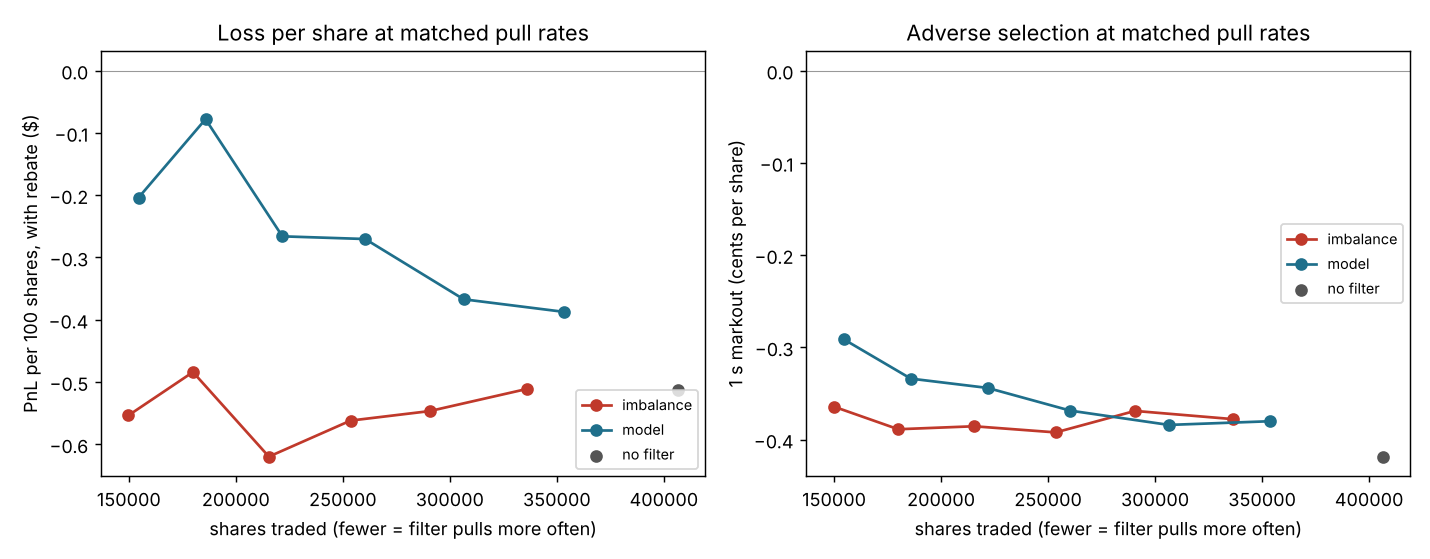 Loss per share at matched pull rates
PnL per 100 shares, with rebate ($)
0.0
−0.1
−0.2
−0.3
−0.4
−0.5
−0.6
imbalance
model
no filter
150000 200000 250000 300000 350000 400000
shares traded (fewer = filter pulls more often)
Adverse selection at matched pull rates
1 s markout (cents per share)
0.0
−0.1
−0.2
−0.3
−0.4
imbalance
model
no filter
150000 200000 250000 300000 350000 400000
shares traded (fewer = filter pulls more often)